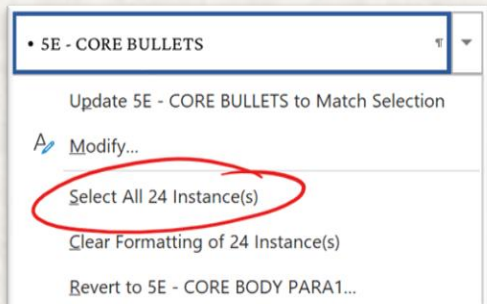 • 5E - CORE BULLETS ¶
Update 5E - CORE BULLETS to Match Selection
Modify...
Select All 24 Instance(s)
Clear Formatting of 24 Instance(s)
Revert to 5E - CORE BODY PARA1...